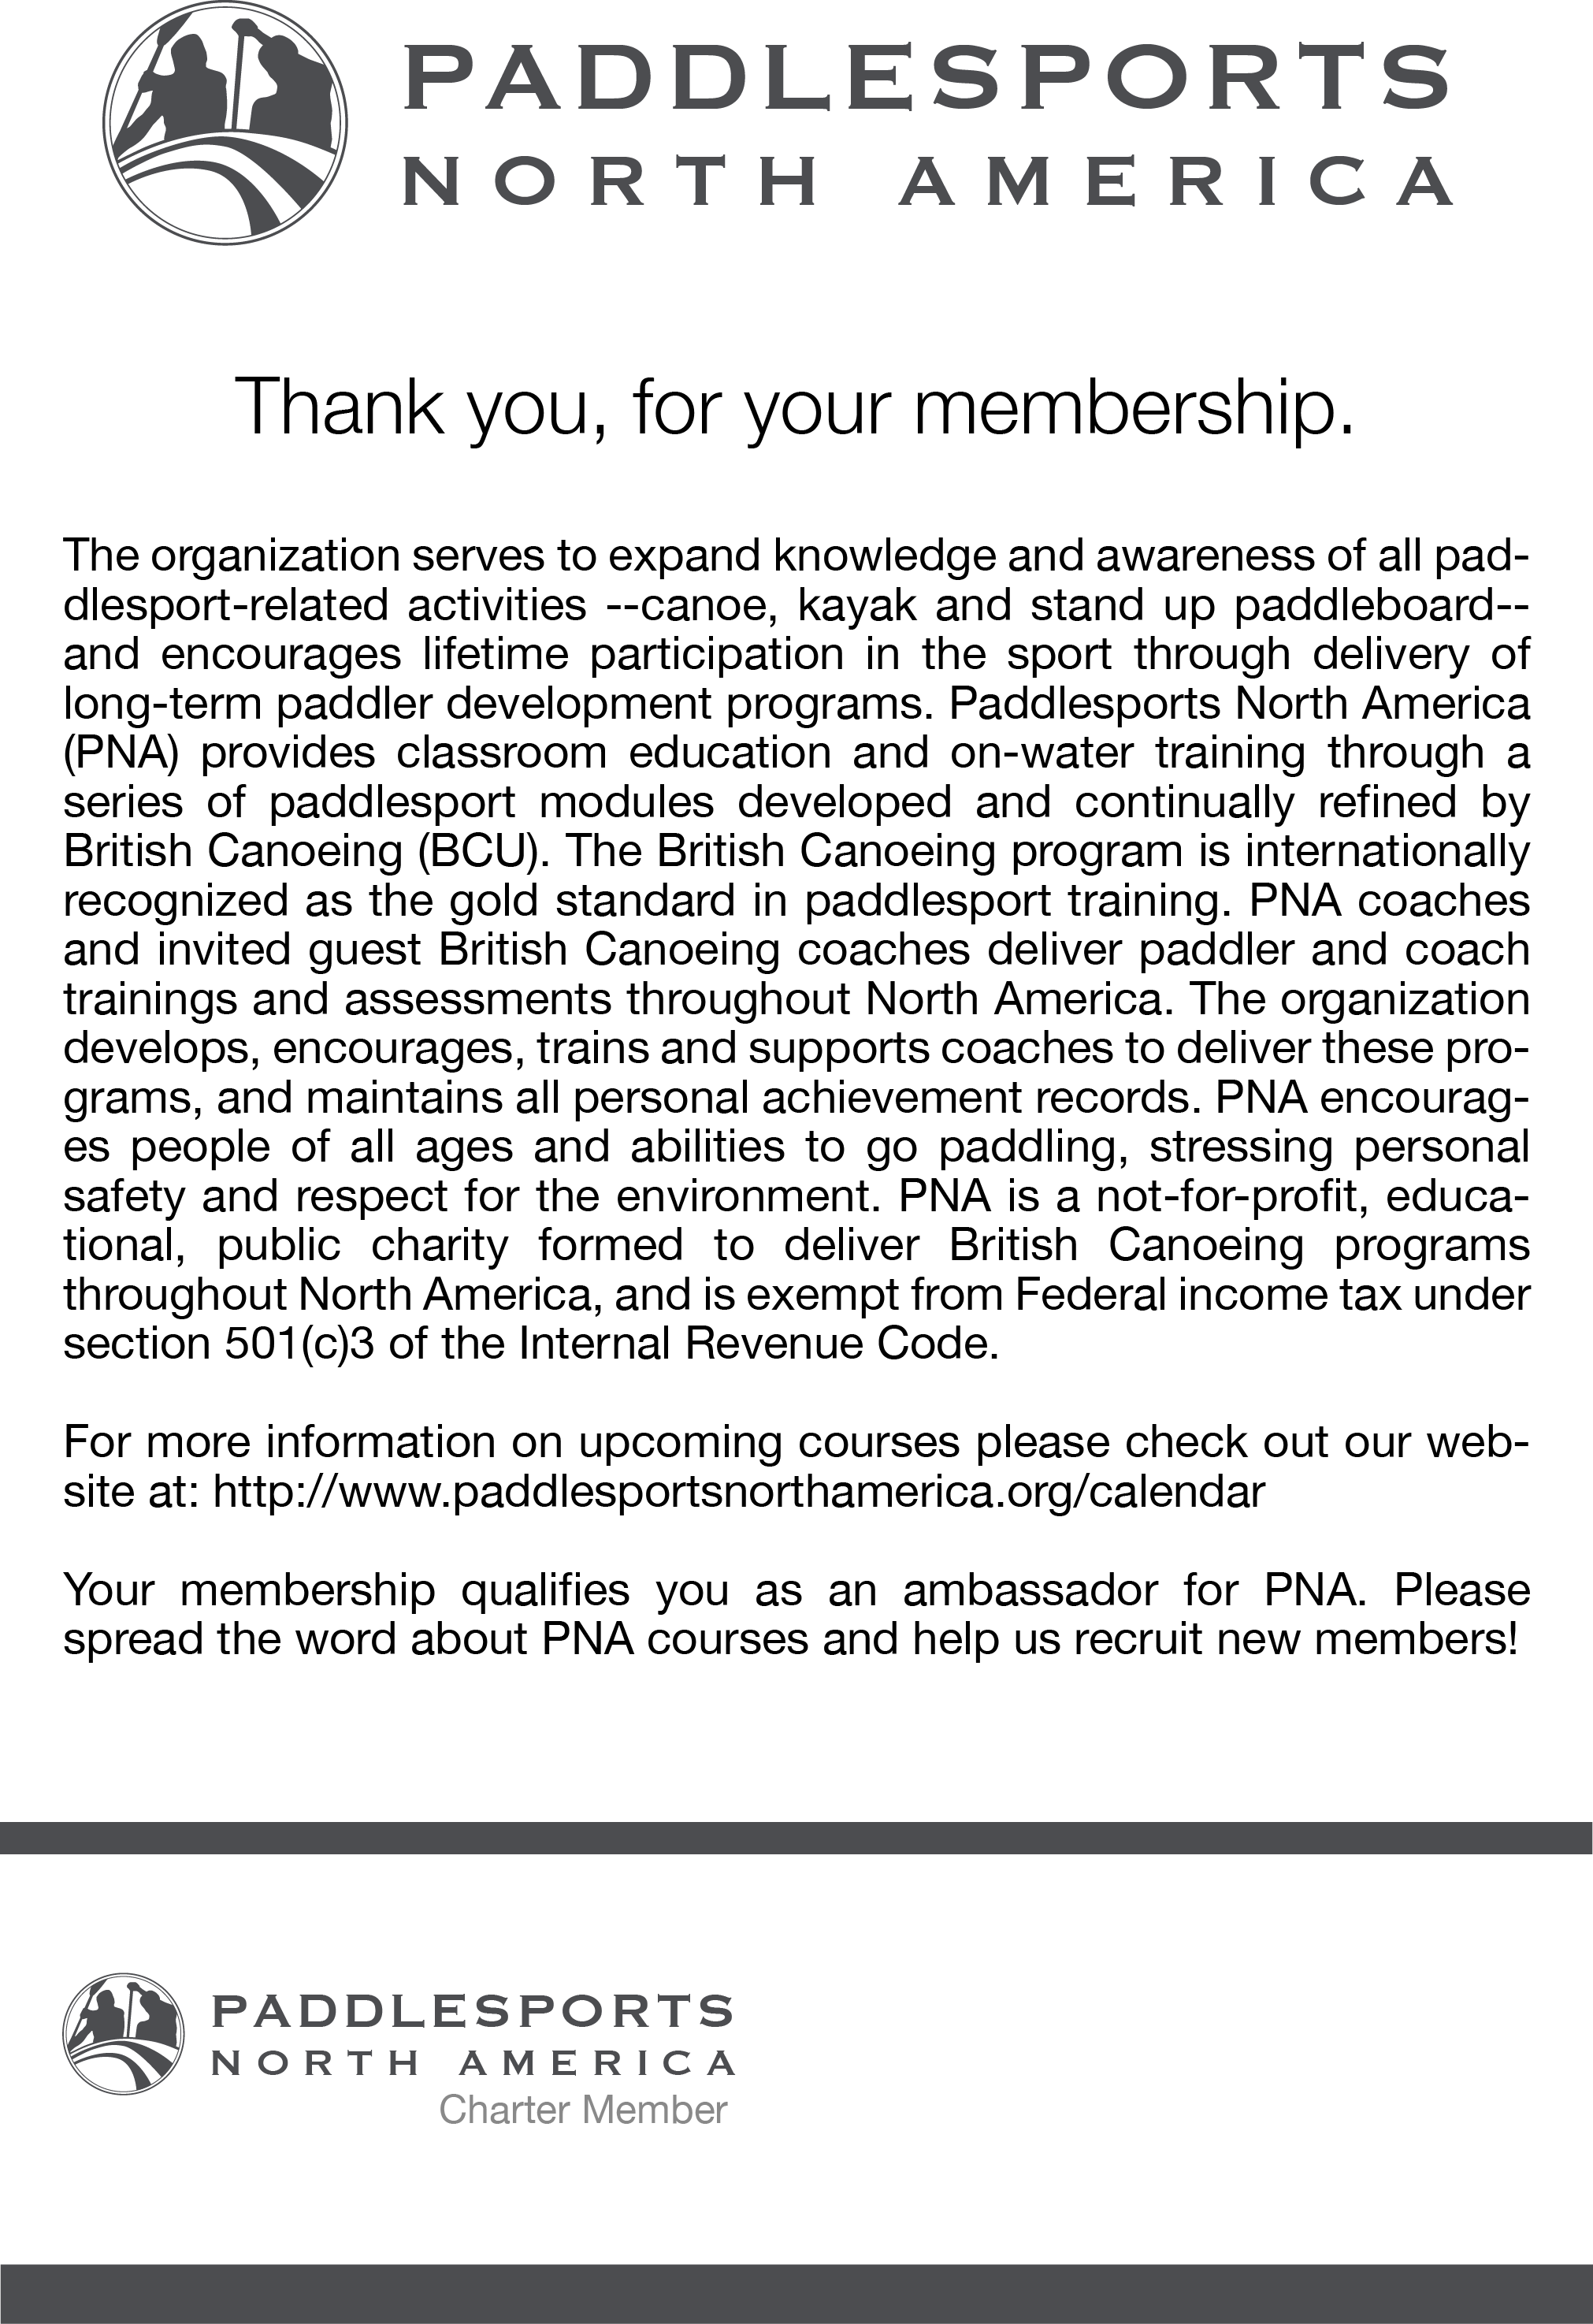 PADDLESPORTS
NORTH AMERICA
Thank you, for your membership.
The organization serves to expand knowledge and awareness of all pad-
dlesport-related activities --canoe, kayak and stand up paddleboard--
and encourages lifetime participation in the sport through delivery of
long-term paddler development programs. Paddlesports North America
(PNA) provides classroom education and on-water training through a
series of paddlesport modules developed and continually refined by
British Canoeing (BCU). The British Canoeing program is internationally
recognized as the gold standard in paddlesport training. PNA coaches
and invited guest British Canoeing coaches deliver paddler and coach
trainings and assessments throughout North America. The organization
develops, encourages, trains and supports coaches to deliver these pro-
grams, and maintains all personal achievement records. PNA encourag-
es people of all ages and abilities to go paddling, stressing personal
safety and respect for the environment. PNA is a not-for-profit, educa-
tional, public charity formed to deliver British Canoeing programs
throughout North America, and is exempt from Federal income tax under
section 501(c)3 of the Internal Revenue Code.
For more information on upcoming courses please check out our web-
site at: http://www.paddlesportsnorthamerica.org/calendar
Your membership qualifies you as an ambassador for PNA. Please
spread the word about PNA courses and help us recruit new members!
PADDLESPORTS
NORTH AMERICA
Charter Member